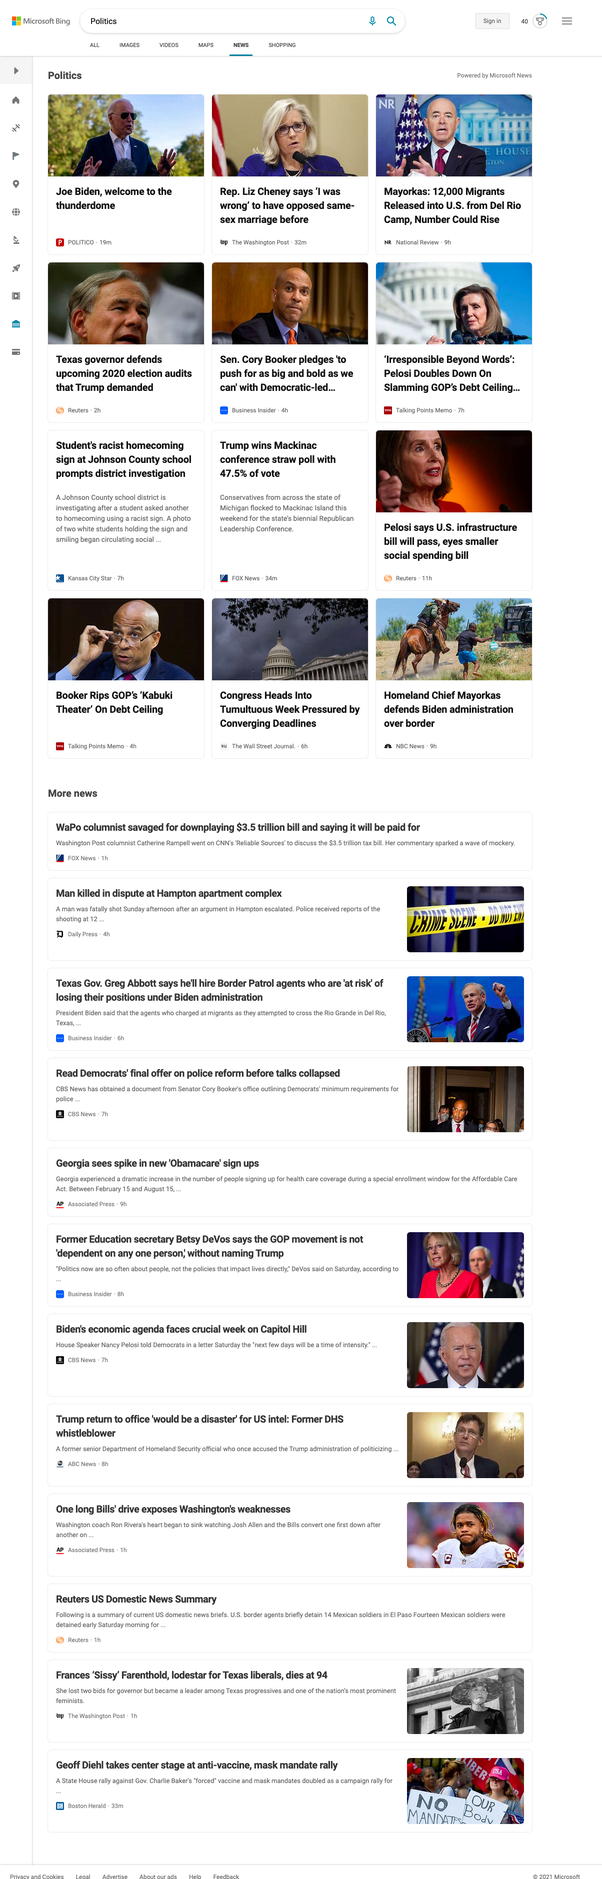 Microsoft Bing
Politics
Sign in
40
ALL
IMAGES
VIDEOS
MAPS
NEWS
SHOPPING
Politics
Powered by Microsoft News
Joe Biden, welcome to the
thunderdome
POLITICO · 19m
Rep. Liz Cheney says 'I was
wrong' to have opposed same-
sex marriage before
The Washington Post · 32m
NR
HOUSE
Mayorkas: 12,000 Migrants
Released into U.S. from Del Rio
Camp, Number Could Rise
National Review · 9h
Texas governor defends
upcoming 2020 election audits
that Trump demanded
Reuters · 2h
Sen. Cory Booker pledges 'to
push for as big and bold as we
can' with Democratic-led...
Business Insider · 4h
'Irresponsible Beyond Words':
Pelosi Doubles Down On
Slamming GOP's Debt Ceiling...
Talking Points Memo · 7h
Student's racist homecoming
sign at Johnson County school
prompts district investigation
A Johnson County school district is
investigating after a student asked another
to homecoming using a racist sign. A photo
of two white students holding the sign and
smiling began circulating social ...
Kansas City Star · 7h
Trump wins Mackinac
conference straw poll with
47.5% of vote
Conservatives from across the state of
Michigan flocked to Mackinac Island this
weekend for the state's biennial Republican
Leadership Conference.
FOX News · 34m
Pelosi says U.S. infrastructure
bill will pass, eyes smaller
social spending bill
Reuters · 11h
Booker Rips GOP's 'Kabuki
Theater' On Debt Ceiling
Talking Points Memo · 4h
Congress Heads Into
Tumultuous Week Pressured by
Converging Deadlines
The Wall Street Journal. · 6h
Homeland Chief Mayorkas
defends Biden administration
over border
NBC News · 9h
More news
WaPo columnist savaged for downplaying $3.5 trillion bill and saying it will be paid for
Washington Post columnist Catherine Rampell went on CNN's 'Reliable Sources' to discuss the $3.5 trillion tax bill. Her commentary sparked a wave of mockery.
FOX News · 1h
Man killed in dispute at Hampton apartment complex
A man was fatally shot Sunday afternoon after an argument in Hampton escalated. Police received reports of the
shooting at 12 ...
Daily Press · 4h
CRIME SCENE - DO NOT EN
Texas Gov. Greg Abbott says he'll hire Border Patrol agents who are 'at risk' of
losing their positions under Biden administration
President Biden said that the agents who charged at migrants as they attempted to cross the Rio Grande in Del Rio,
Texas, ...
Business Insider · 6h
Read Democrats' final offer on police reform before talks collapsed
CBS News has obtained a document from Senator Cory Booker's office outlining Democrats' minimum requirements for
police ...
CBS News · 7h
Georgia sees spike in new 'Obamacare' sign ups
Georgia experienced a dramatic increase in the number of people signing up for health care coverage during a special enrollment window for the Affordable Care
Act. Between February 15 and August 15, ...
AP Associated Press · 9h
Former Education secretary Betsy DeVos says the GOP movement is not
'dependent on any one person,' without naming Trump
"Politics now are so often about people, not the policies that impact lives directly," DeVos said on Saturday, according to
...
Business Insider · 8h
Biden's economic agenda faces crucial week on Capitol Hill
House Speaker Nancy Pelosi told Democrats in a letter Saturday the "next few days will be a time of intensity." ...
CBS News · 7h
Trump return to office 'would be a disaster' for US intel: Former DHS
whistleblower
A former senior Department of Homeland Security official who once accused the Trump administration of politicizing ...
ABC News · 8h
One long Bills' drive exposes Washington's weaknesses
Washington coach Ron Rivera's heart began to sink watching Josh Allen and the Bills convert one first down after
another on ...
AP Associated Press · 1h
Reuters US Domestic News Summary
Following is a summary of current US domestic news briefs. U.S. border agents briefly detain 14 Mexican soldiers in El Paso Fourteen Mexican soldiers were
detained early Saturday morning for ...
Reuters · 1h
Frances 'Sissy' Farenthold, lodestar for Texas liberals, dies at 94
She lost two bids for governor but became a leader among Texas progressives and one of the nation's most prominent
feminists.
The Washington Post · 1h
Geoff Diehl takes center stage at anti-vaccine, mask mandate rally
A State House rally against Gov. Charlie Baker's "forced" vaccine and mask mandates doubled as a campaign rally for
...
Boston Herald · 33m
NO
OUR
Body
Privacy and Cookies
Legal
Advertise
About our ads
Help
Feedback
© 2021 Microsoft